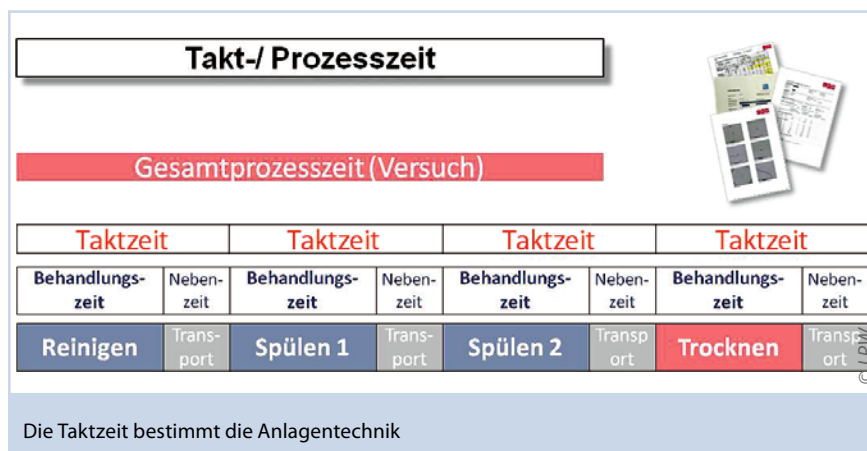 Takt-/ Prozesszeit
Gesamtprozesszeit (Versuch)
Taktzeit Taktzeit Taktzeit Taktzeit
Behandlungs- Neben- Behandlungs- Neben- Behandlungs- Neben- Behandlungs- Neben-
zeit zeit zeit zeit zeit zeit zeit zeit
Reinigen Trans- Spülen 1 Trans- Spülen 2 Transp Trocknen Transp
port port ort ort
© LPW
Die Taktzeit bestimmt die Anlagentechnik